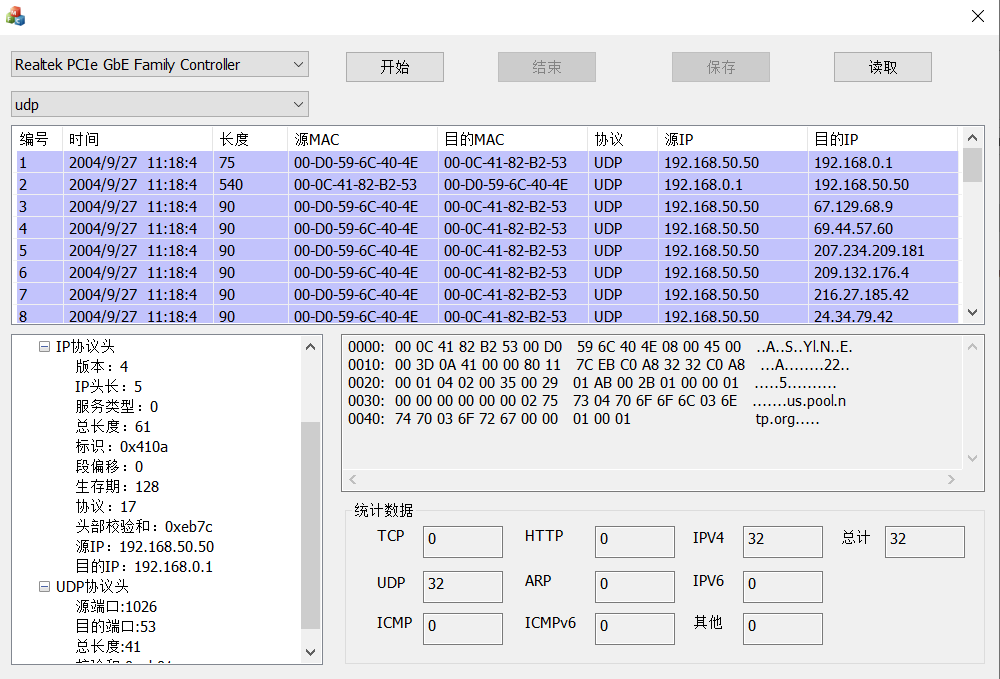 Realtek PCIe GbE Family Controller 开始 结束 保存 读取
udp
编号 时间 长度 源MAC 目的MAC 协议 源IP 目的IP
1 2004/9/27 11:18:4 75 00-D0-59-6C-40-4E 00-0C-41-82-B2-53 UDP 192.168.50.50 192.168.0.1
2 2004/9/27 11:18:4 540 00-0C-41-82-B2-53 00-D0-59-6C-40-4E UDP 192.168.0.1 192.168.50.50
3 2004/9/27 11:18:4 90 00-D0-59-6C-40-4E 00-0C-41-82-B2-53 UDP 192.168.50.50 67.129.68.9
4 2004/9/27 11:18:4 90 00-D0-59-6C-40-4E 00-0C-41-82-B2-53 UDP 192.168.50.50 69.44.57.60
5 2004/9/27 11:18:4 90 00-D0-59-6C-40-4E 00-0C-41-82-B2-53 UDP 192.168.50.50 207.234.209.181
6 2004/9/27 11:18:4 90 00-D0-59-6C-40-4E 00-0C-41-82-B2-53 UDP 192.168.50.50 209.132.176.4
7 2004/9/27 11:18:4 90 00-D0-59-6C-40-4E 00-0C-41-82-B2-53 UDP 192.168.50.50 216.27.185.42
8 2004/9/27 11:18:4 90 00-D0-59-6C-40-4E 00-0C-41-82-B2-53 UDP 192.168.50.50 24.34.79.42
IP协议头
版本：4
IP头长：5
服务类型：0
总长度：61
标识：0x410a
段偏移：0
生存期：128
协议：17
头部校验和：0xeb7c
源IP：192.168.50.50
目的IP：192.168.0.1
UDP协议头
源端口:1026
目的端口:53
总长度:41
0000: 00 0C 41 82 B2 53 00 D0 59 6C 40 4E 08 00 45 00 ..A..S..Yl.N..E.
0010: 00 3D 0A 41 00 00 80 11 7C EB C0 A8 32 32 C0 A8 ...A........22..
0020: 00 01 04 02 00 35 00 29 01 AB 00 2B 01 00 00 01 .....5..........
0030: 00 00 00 00 00 00 02 75 73 04 70 6F 6F 6C 03 6E .......us.pool.n
0040: 74 70 03 6F 72 67 00 00 01 00 01 tp.org.....
统计数据
TCP 0 HTTP 0 IPV4 32 总计 32
UDP 32 ARP 0 IPV6 0
ICMP 0 ICMPv6 0 其他 0